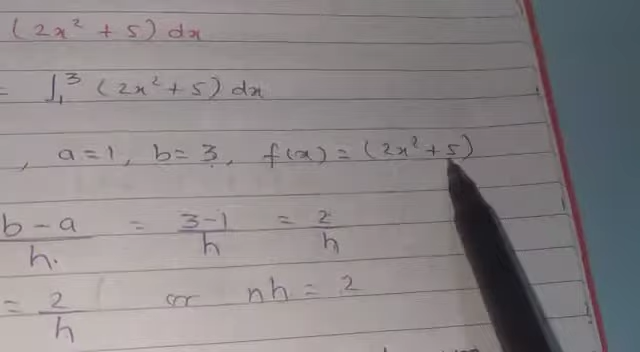 (2x² + 5) dx
= ∫₁³ (2x² + 5) dx
, a = 1, b = 3, f(x) = (2x² + 5)
b - a / h. = 3-1 / h = 2 / h
= 2 / h or nh = 2